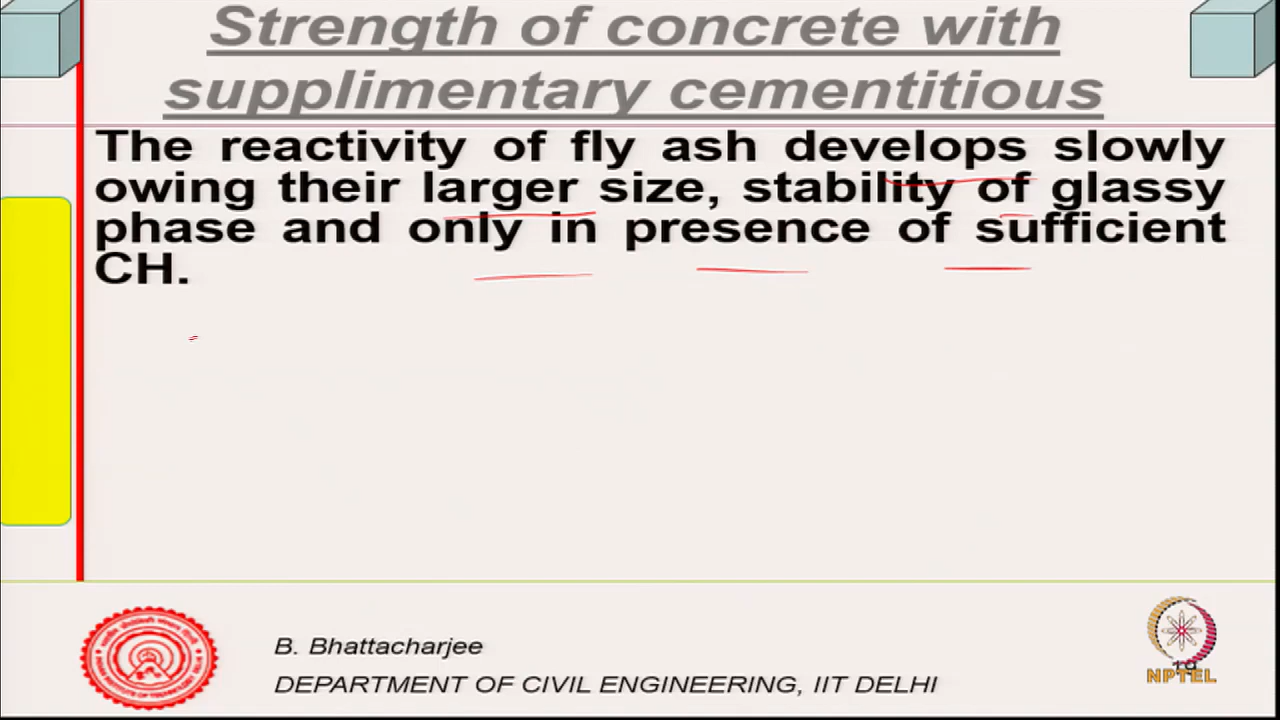 Strength of concrete with
supplimentary cementitious
The reactivity of fly ash develops slowly
owing their larger size, stability of glassy
phase and only in presence of sufficient
CH.
B. Bhattacharjee
DEPARTMENT OF CIVIL ENGINEERING, IIT DELHI
19
NPTEL